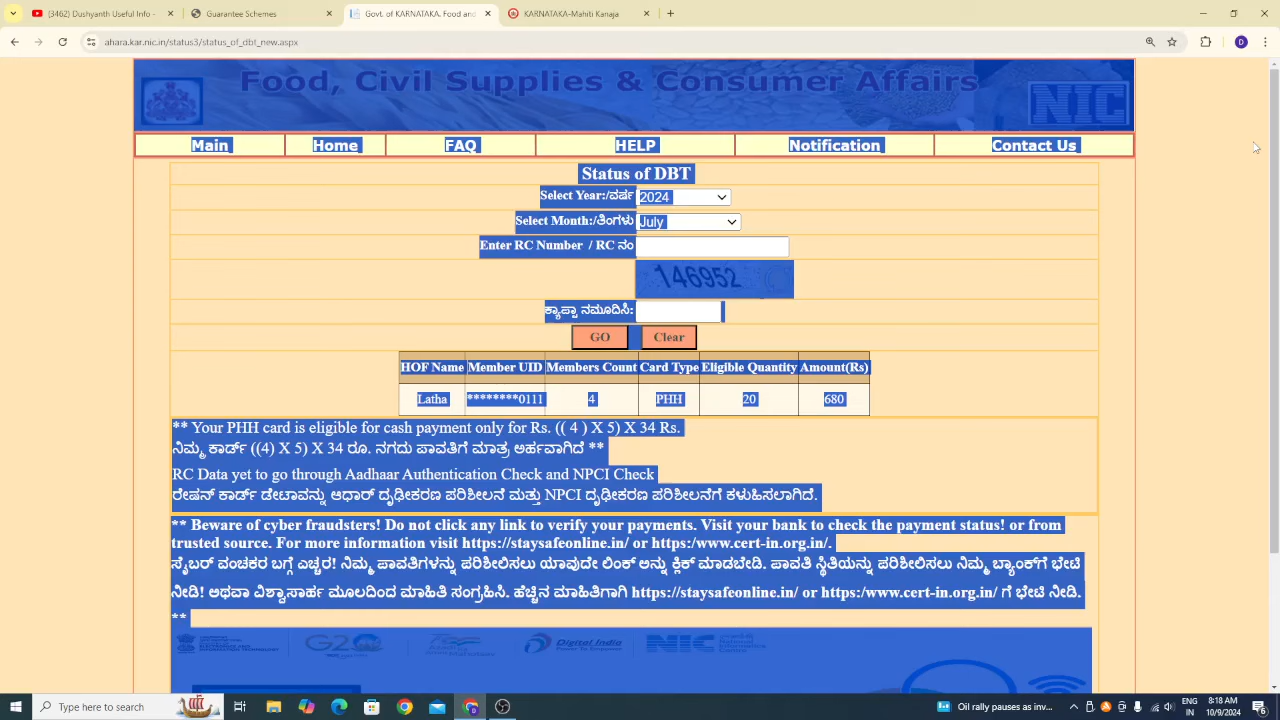 (3462) Dushyanth Useful Info -
Guarantee Schemes
Govt. of KARNATAKA, Food and
KARNATAKA-Mahiti Kanaja
ahara.kar.nic.in/status3/status_of_dbt_new.aspx
D
Food, Civil Supplies & Consumer Affairs
NIC
Main Home FAQ HELP Notification Contact Us
Status of DBT
Select Year:/ವರ್ಷ 2024
Select Month:/ತಿಂಗಳು July
Enter RC Number / RC ನಂ
146952
ಕ್ಯಾಪ್ಚಾ ನಮೂದಿಸಿ:
GO Clear
HOF Name Member UID Members Count Card Type Eligible Quantity Amount(Rs)
Latha ********0111 4 PHH 20 680
** Your PHH card is eligible for cash payment only for Rs. (( 4 ) X 5) X 34 Rs.
ನಿಮ್ಮ ಕಾರ್ಡ್ ((4) X 5) X 34 ರೂ. ನಗದು ಪಾವತಿಗೆ ಮಾತ್ರ ಅರ್ಹವಾಗಿದೆ **
RC Data yet to go through Aadhaar Authentication Check and NPCI Check
ರೇಷನ್ ಕಾರ್ಡ್ ಡೇಟಾವನ್ನು ಆಧಾರ್ ದೃಢೀಕರಣ ಪರಿಶೀಲನೆ ಮತ್ತು NPCI ದೃಢೀಕರಣ ಪರಿಶೀಲನೆಗೆ ಕಳುಹಿಸಲಾಗಿದೆ.
** Beware of cyber fraudsters! Do not click any link to verify your payments. Visit your bank to check the payment status! or from
trusted source. For more information visit https://staysafeonline.in/ or https:/www.cert-in.org.in/.
ಸೈಬರ್ ವಂಚಕರ ಬಗ್ಗೆ ಎಚ್ಚರ! ನಿಮ್ಮ ಪಾವತಿಗಳನ್ನು ಪರಿಶೀಲಿಸಲು ಯಾವುದೇ ಲಿಂಕ್ ಅನ್ನು ಕ್ಲಿಕ್ ಮಾಡಬೇಡಿ. ಪಾವತಿ ಸ್ಥಿತಿಯನ್ನು ಪರಿಶೀಲಿಸಲು ನಿಮ್ಮ ಬ್ಯಾಂಕ್‌ಗೆ ಭೇಟಿ
ನೀಡಿ! ಅಥವಾ ವಿಶ್ವಾಸಾರ್ಹ ಮೂಲದಿಂದ ಮಾಹಿತಿ ಸಂಗ್ರಹಿಸಿ. ಹೆಚ್ಚಿನ ಮಾಹಿತಿಗಾಗಿ https://staysafeonline.in/ or https:/www.cert-in.org.in/ ಗೆ ಭೇಟಿ ನೀಡಿ.
**
G20 Digital India NIC
Type here to search
Oil rally pauses as inve...
ENG 8:18 AM
IN 10/9/2024
6